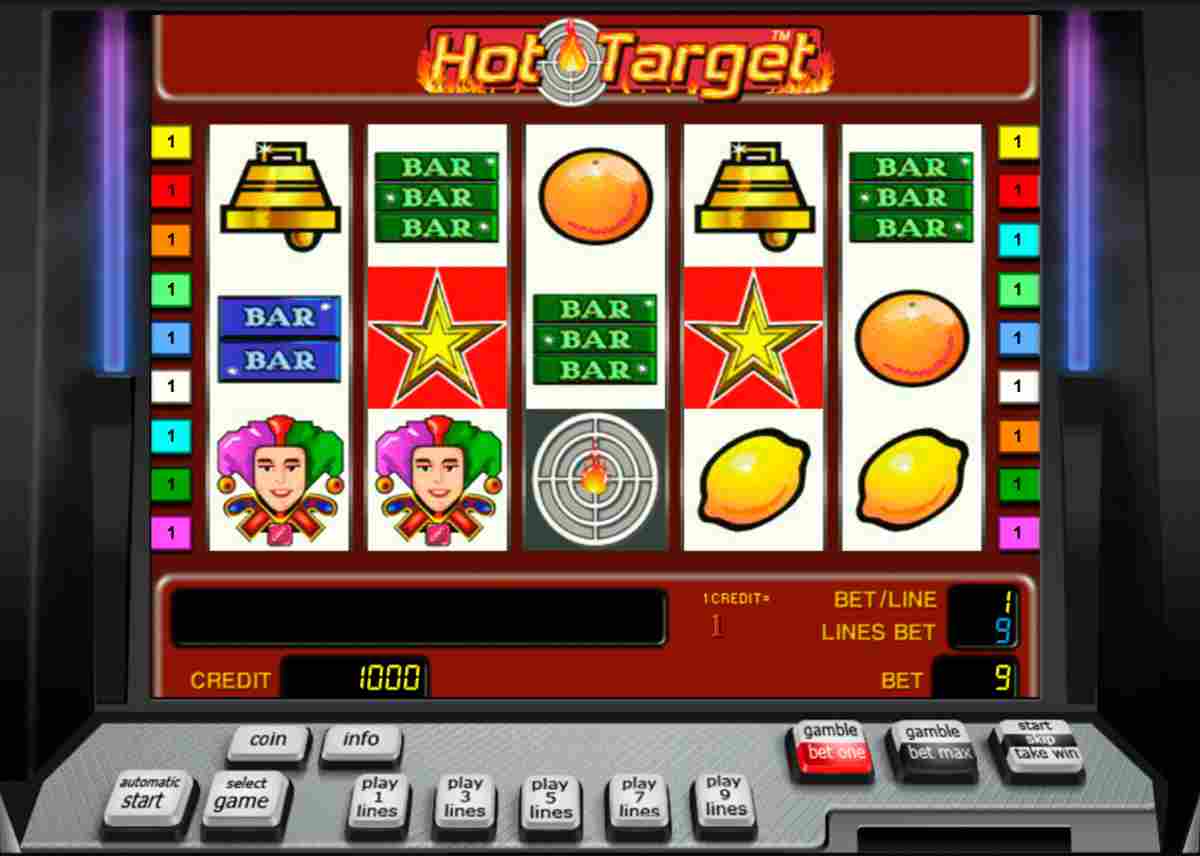 Hot Target™
1 1
BAR BAR
BAR BAR
1 1
BAR BAR
1 1
1 1
BAR BAR
1 1
BAR
BAR BAR
1 1
1 1
1 1
1 1
1 CREDIT=
1
BET/LINE 1
LINES BET 9
CREDIT 1000
BET 9
coin
info
gamble
bet one
gamble
bet max
start
skip
take win
automatic
start
select
game
play
1
lines
play
3
lines
play
5
lines
play
7
lines
play
9
lines